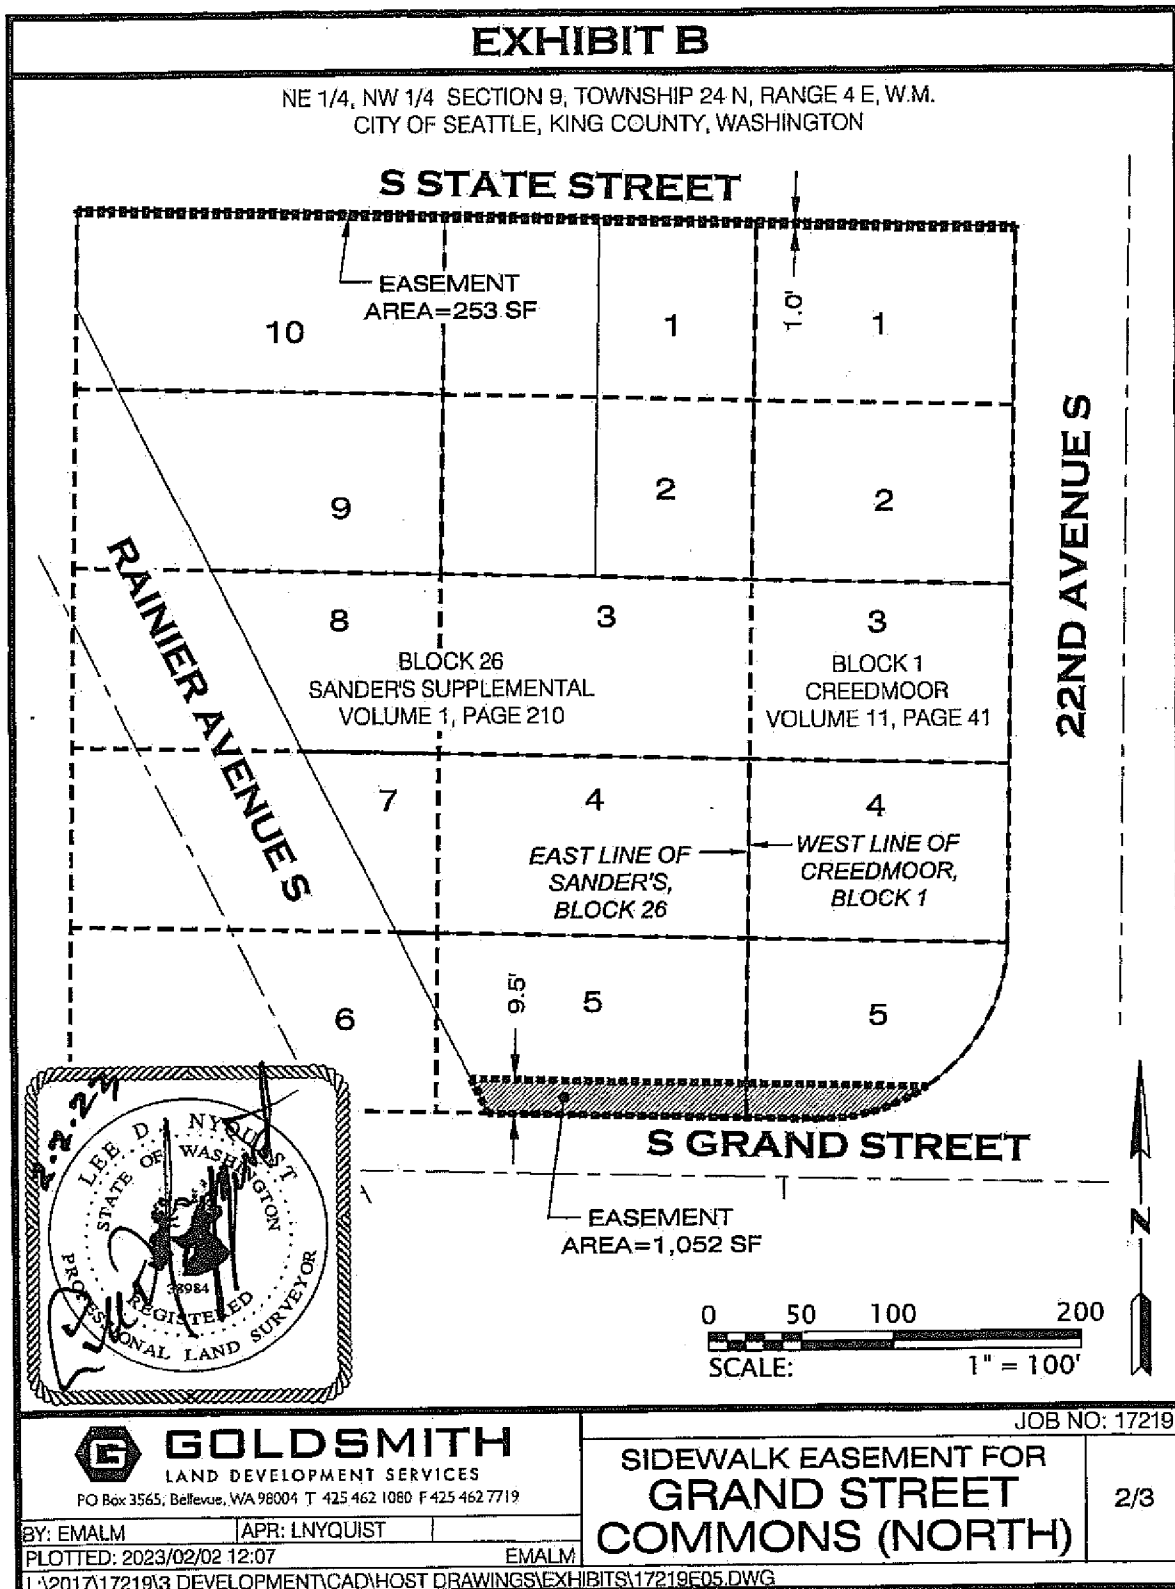 EXHIBIT B
NE 1/4, NW 1/4 SECTION 9, TOWNSHIP 24 N, RANGE 4 E, W.M.
CITY OF SEATTLE, KING COUNTY, WASHINGTON
S STATE STREET
EASEMENT
AREA=253 SF
1.0'
10
1
1
9
2
2
22ND AVENUE S
RAINIER AVENUE S
8
3
3
BLOCK 26
SANDER'S SUPPLEMENTAL
VOLUME 1, PAGE 210
BLOCK 1
CREEDMOOR
VOLUME 11, PAGE 41
7
4
4
EAST LINE OF
SANDER'S,
BLOCK 26
WEST LINE OF
CREEDMOOR,
BLOCK 1
9.5'
6
5
5
S GRAND STREET
EASEMENT
AREA=1,052 SF
2-2-23
LEE D. NYQUIST
STATE OF WASHINGTON
38984
REGISTERED
PROFESSIONAL LAND SURVEYOR
N
0 50 100 200
SCALE: 1" = 100'
JOB NO: 17219
G GOLDSMITH
LAND DEVELOPMENT SERVICES
PO Box 3565, Bellevue, WA 98004 T 425 462 1080 F 425 462 7719
BY: EMALM APR: LNYQUIST
PLOTTED: 2023/02/02 12:07 EMALM
SIDEWALK EASEMENT FOR
GRAND STREET
COMMONS (NORTH)
2/3
L:\2017\17219\3 DEVELOPMENT\CAD\HOST DRAWINGS\EXHIBITS\17219E05.DWG